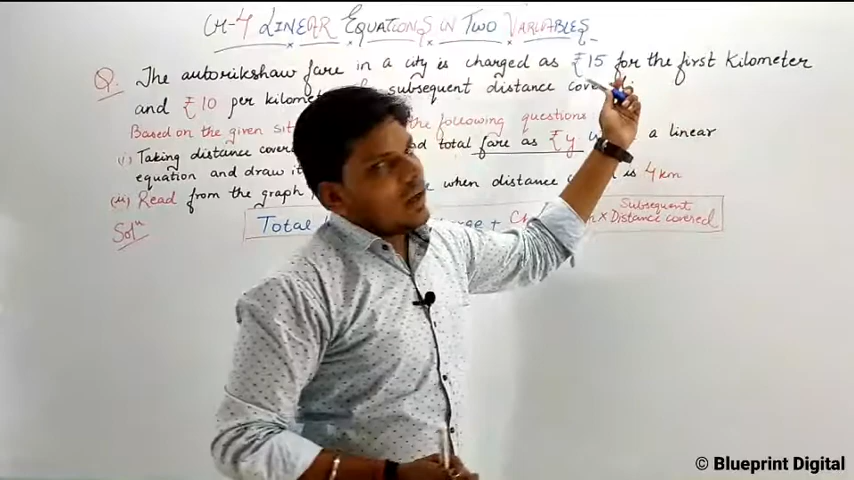 CH-4 LINEAR EQUATIONS IN TWO VARIABLES
Q. The autorikshaw fare in a city is charged as ₹15 for the first Kilometer
and ₹10 per kilom subsequent distance cove
Based on the given sit the following questions
(i) Taking distance cover d total fare as ₹y a linear
equation and draw it
(ii) Read from the graph when distance is 4 km
Soln Total + × Subsequent Distance covered
© Blueprint Digital